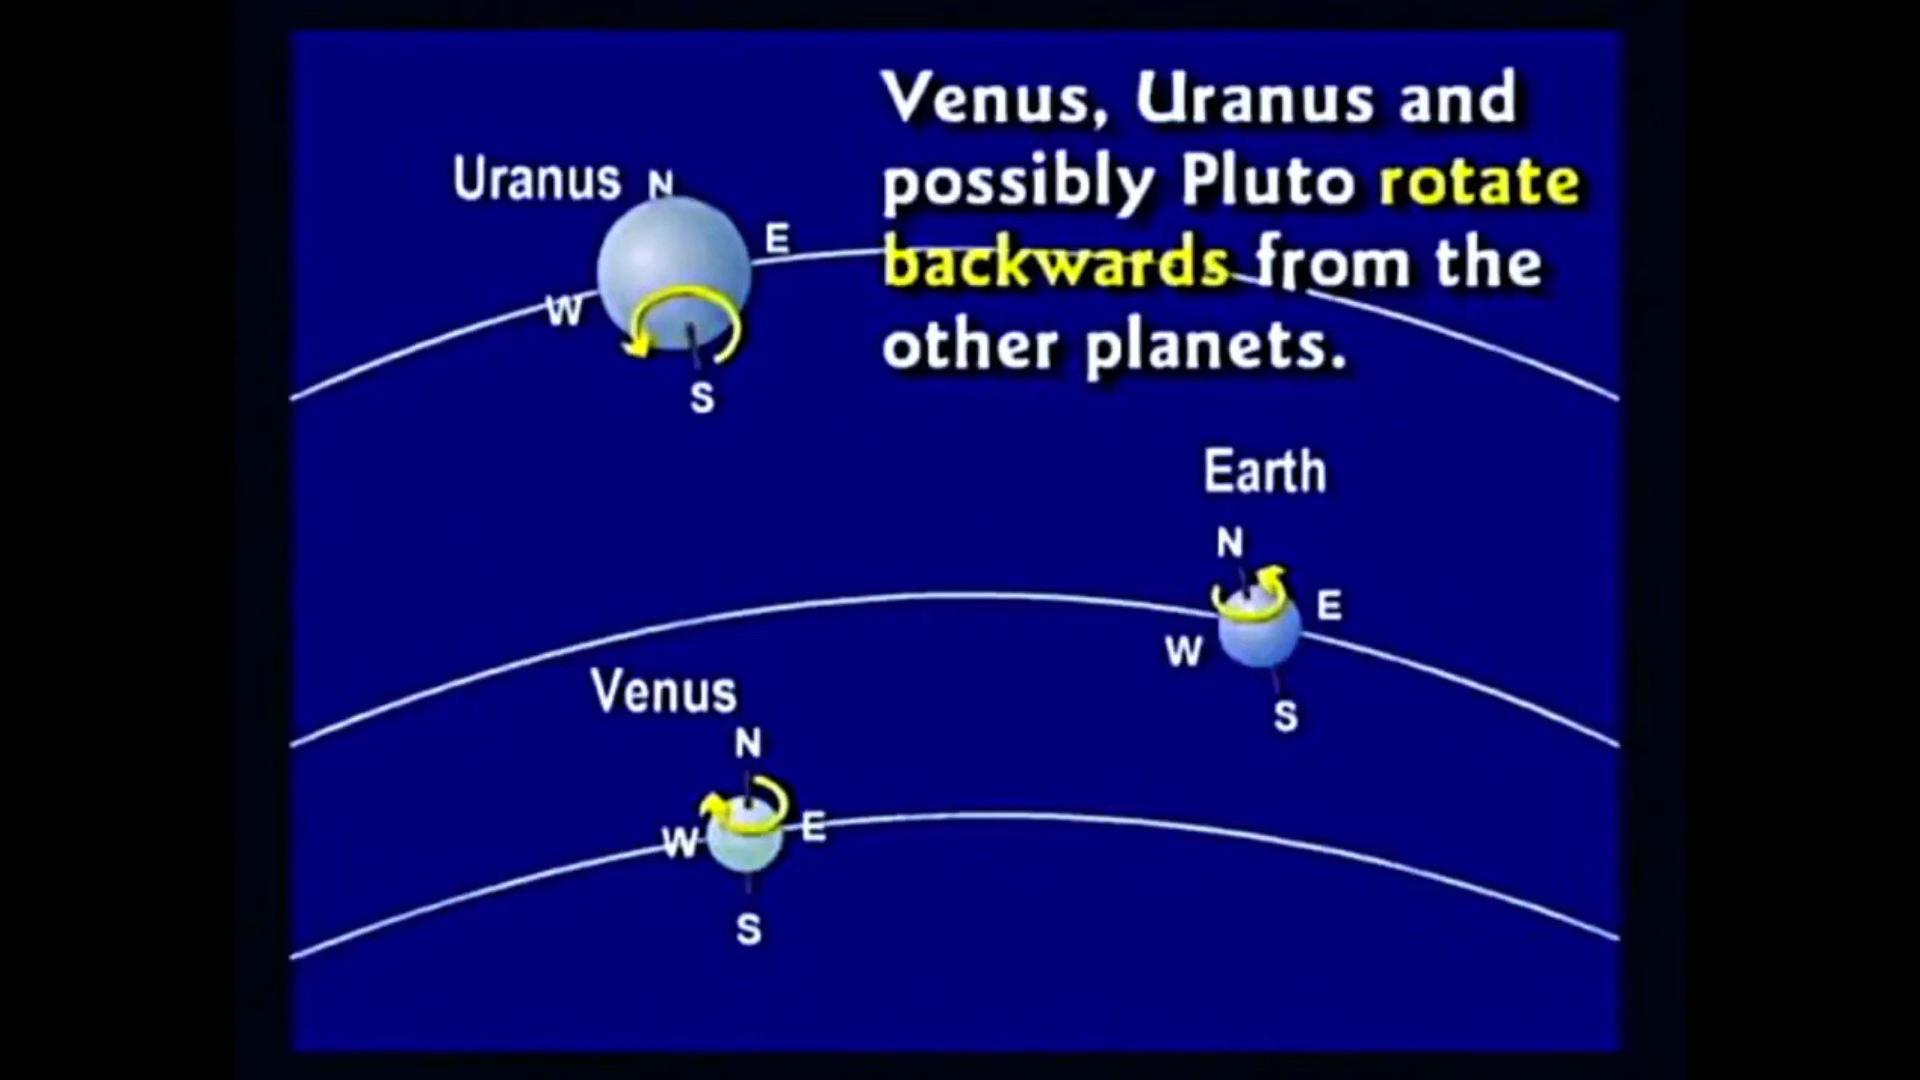 Venus, Uranus and
possibly Pluto rotate
backwards from the
other planets.
Uranus N
E
W
S
Earth
N
E
W
S
Venus
N
W E
S